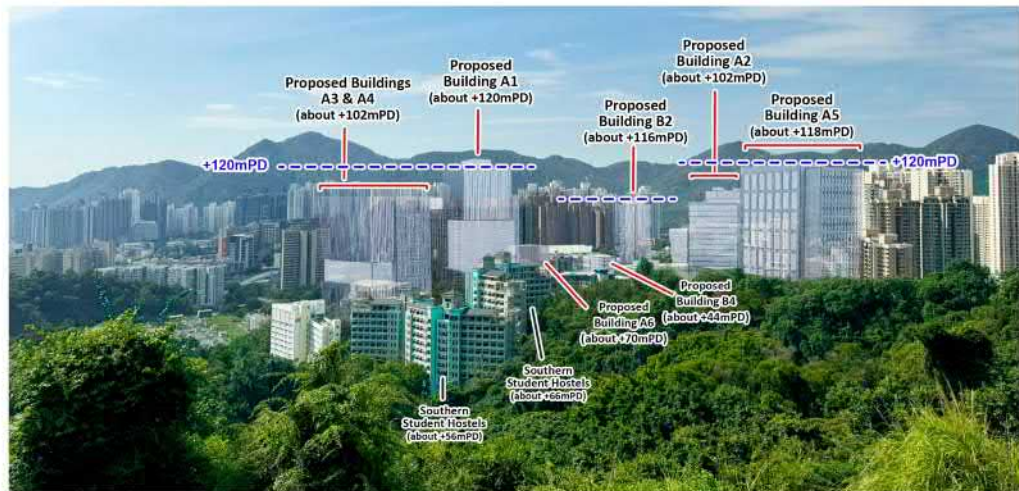 Proposed Buildings
A3 & A4
(about +102mPD)
Proposed
Building A1
(about +120mPD)
Proposed
Building B2
(about +116mPD)
Proposed
Building A2
(about +102mPD)
Proposed
Building A5
(about +118mPD)
+120mPD
+120mPD
Proposed
Building B4
(about +44mPD)
Proposed
Building A6
(about +70mPD)
Southern
Student Hostels
(about +66mPD)
Southern
Student Hostels
(about +56mPD)